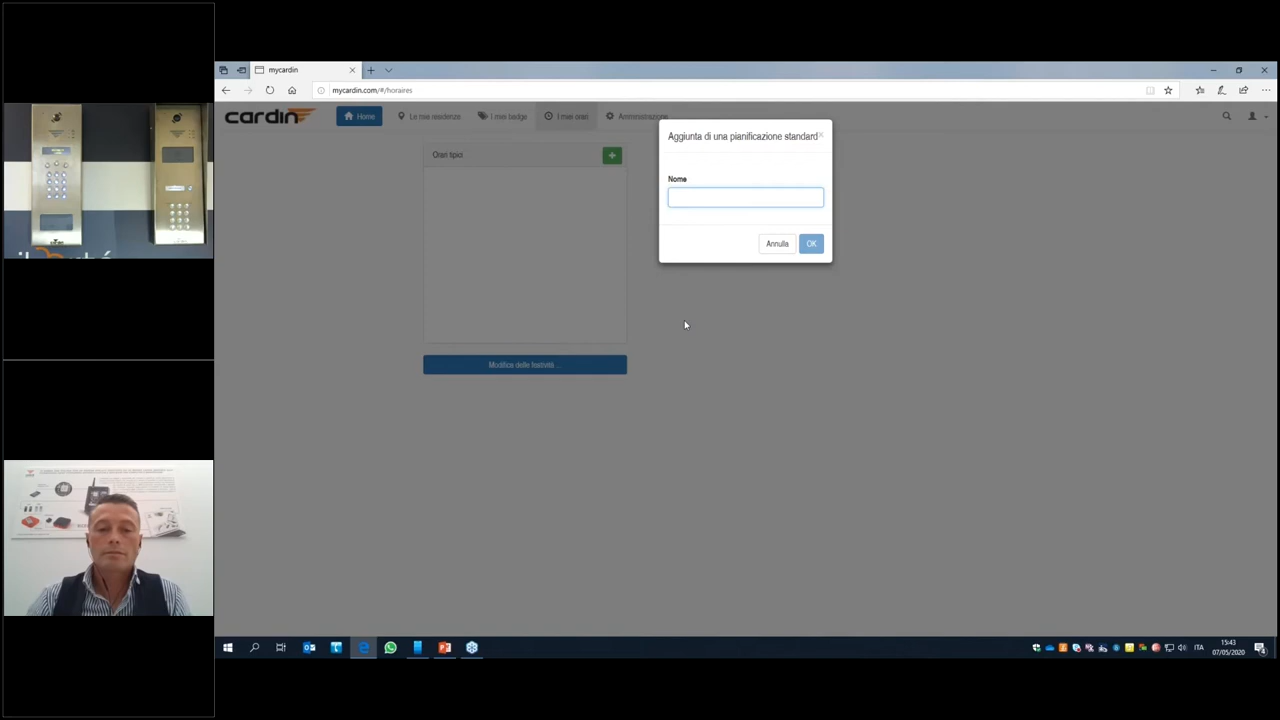 mycardin
mycardin.com/#/horaires
cardin
Home
Le mie residenze
I miei badge
I miei orari
Amministrazione
Orari tipici
Aggiunta di una pianificazione standard
Nome
Annulla
OK
Modifica delle festività ...
ITA
15:43
07/05/2020